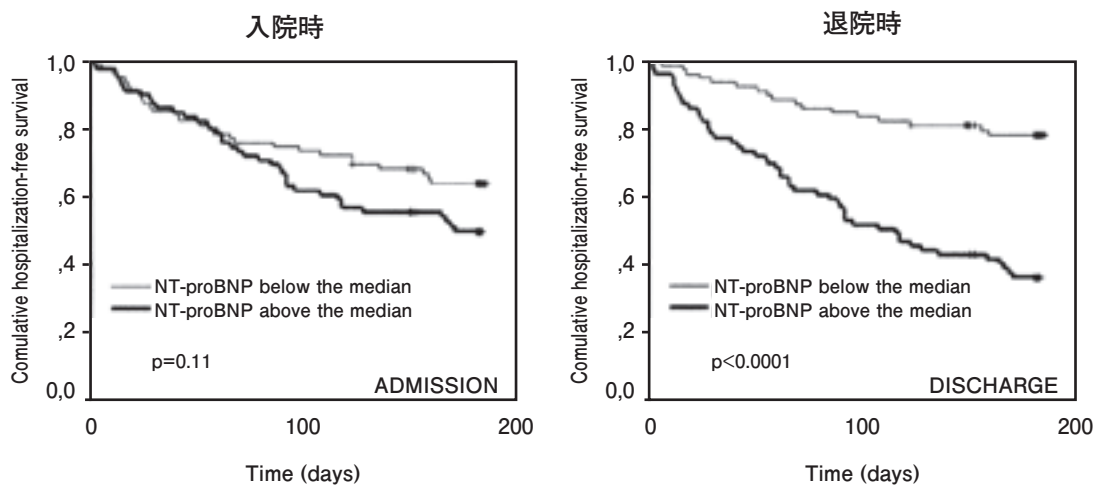 入院時
Comulative hospitalization-free survival
1,0
,8
,6
,4
,2
0,0
NT-proBNP below the median
NT-proBNP above the median
p=0.11
ADMISSION
0
100
200
Time (days)
退院時
Comulative hospitalization-free survival
1,0
,8
,6
,4
,2
0,0
NT-proBNP below the median
NT-proBNP above the median
p<0.0001
DISCHARGE
0
100
200
Time (days)